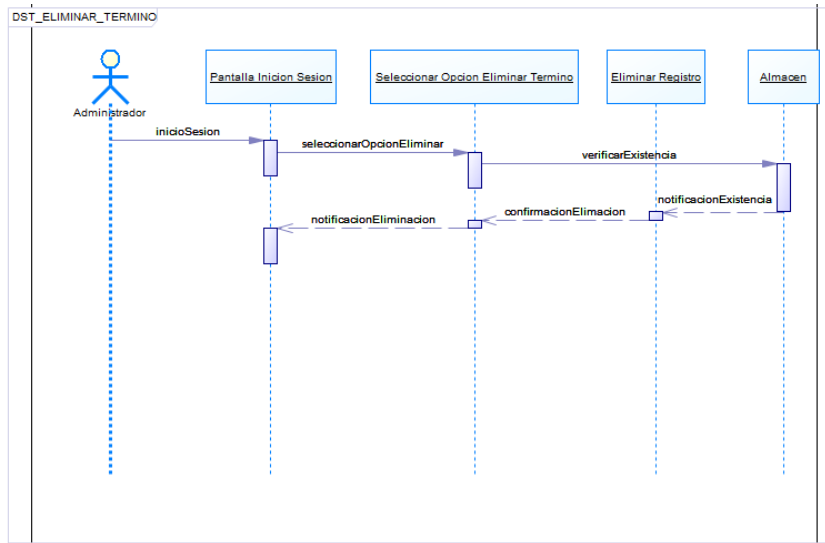 DST_ELIMINAR_TERMINO
Pantalla Inicion Sesion
Seleccionar Opcion Eliminar Termino
Eliminar Registro
Almacen
Administrador
inicioSesion
seleccionarOpcionEliminar
verificarExistencia
notificacionExistencia
confirmacionElimacion
notificacionEliminacion